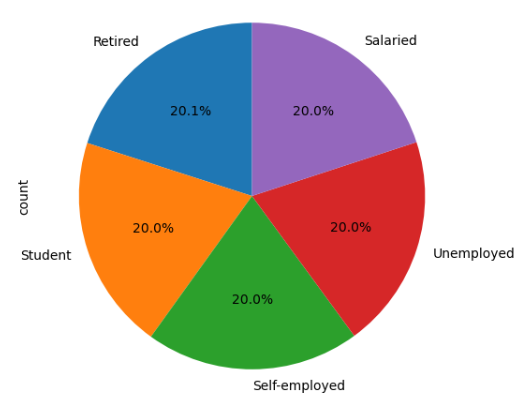 Retired
Salaried
20.1%
20.0%
count
20.0%
20.0%
Student
Unemployed
20.0%
Self-employed